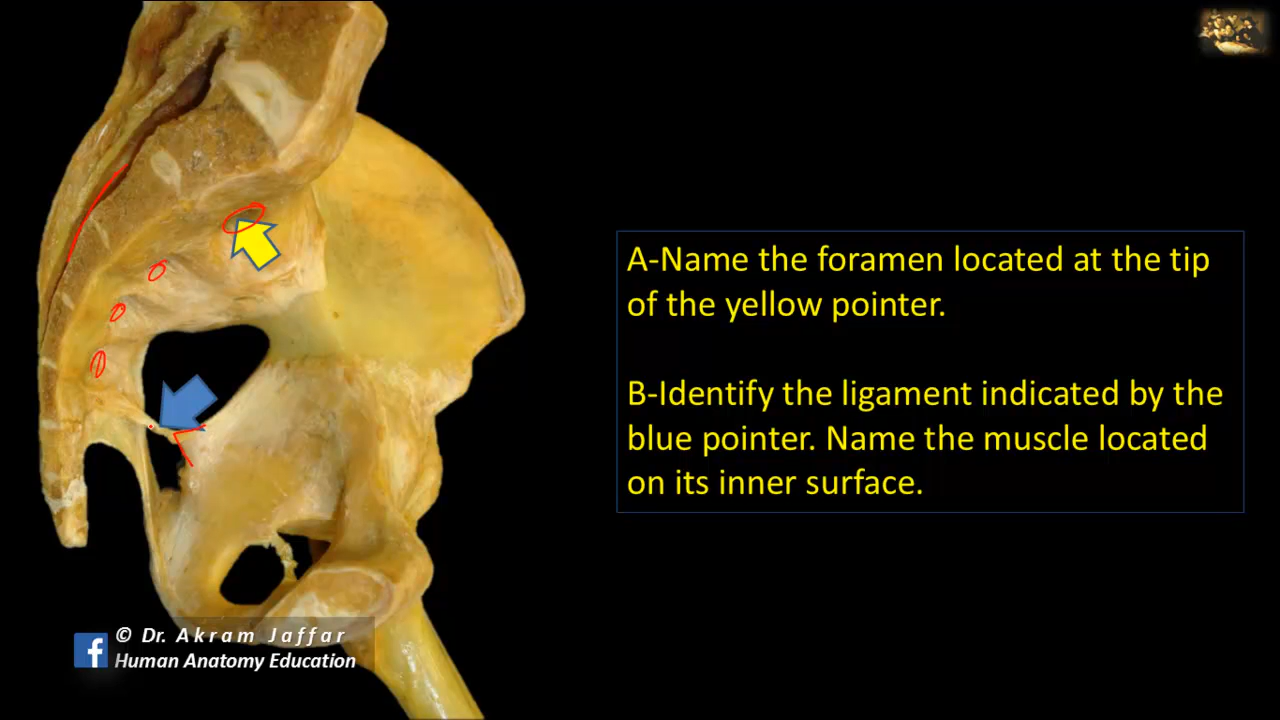 A-Name the foramen located at the tip
of the yellow pointer.
B-Identify the ligament indicated by the
blue pointer. Name the muscle located
on its inner surface.
© Dr. Akram Jaffar
f Human Anatomy Education